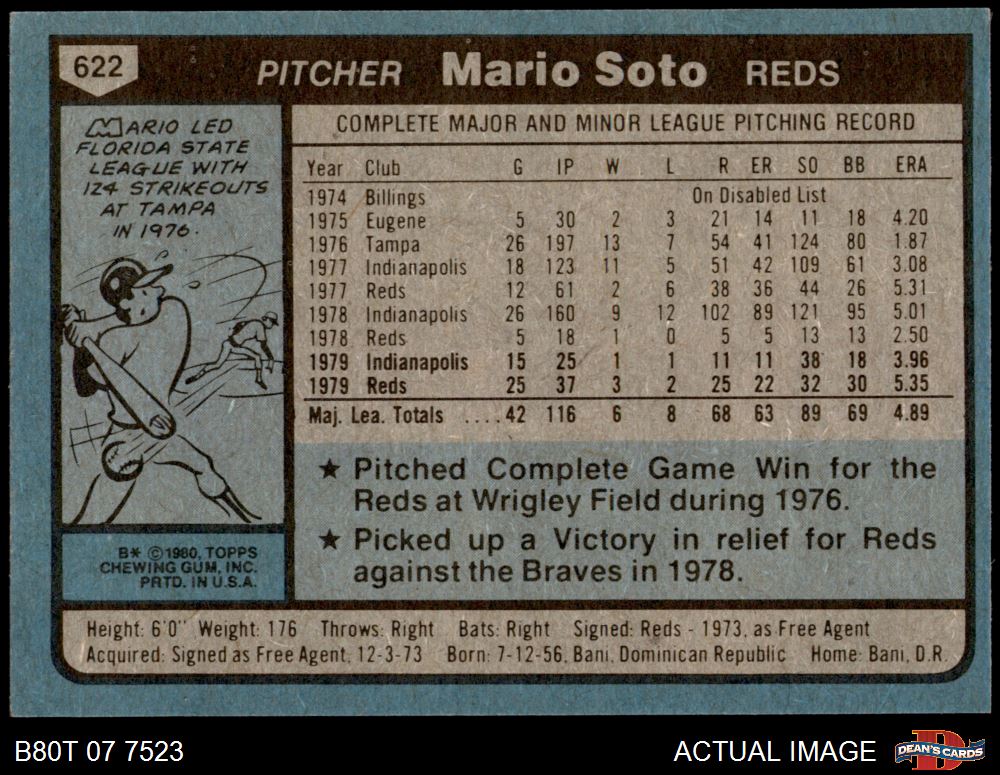 622
PITCHER Mario Soto REDS
MARIO LED
FLORIDA STATE
LEAGUE WITH
124 STRIKEOUTS
AT TAMPA
IN 1976.
COMPLETE MAJOR AND MINOR LEAGUE PITCHING RECORD
Year Club G IP W L R ER SO BB ERA
1974 Billings On Disabled List
1975 Eugene 5 30 2 3 21 14 11 18 4.20
1976 Tampa 26 197 13 7 54 41 124 80 1.87
1977 Indianapolis 18 123 11 5 51 42 109 61 3.08
1977 Reds 12 61 2 6 38 36 44 26 5.31
1978 Indianapolis 26 160 9 12 102 89 121 95 5.01
1978 Reds 5 18 1 0 5 5 13 13 2.50
1979 Indianapolis 15 25 1 1 11 11 38 18 3.96
1979 Reds 25 37 3 2 25 22 32 30 5.35
Maj. Lea. Totals ....42 116 6 8 68 63 89 69 4.89
★ Pitched Complete Game Win for the
Reds at Wrigley Field during 1976.
★ Picked up a Victory in relief for Reds
against the Braves in 1978.
B* ©1980, TOPPS
CHEWING GUM, INC.
PRTD. IN U.S.A.
Height: 6'0" Weight: 176 Throws: Right Bats: Right Signed: Reds - 1973, as Free Agent
Acquired: Signed as Free Agent, 12-3-73 Born: 7-12-56, Bani, Dominican Republic Home: Bani, D.R.
B80T 07 7523
ACTUAL IMAGE
D
DEAN'S CARDS